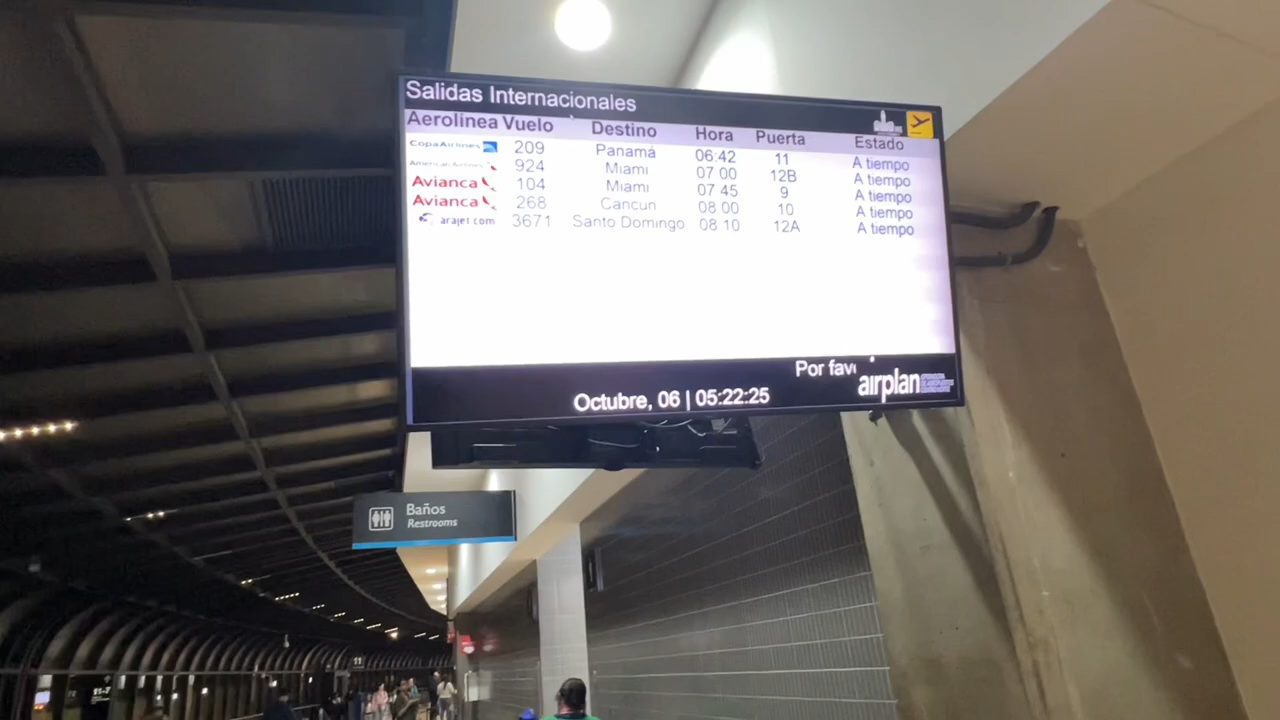 Salidas Internacionales
Aerolínea Vuelo Destino Hora Puerta Estado
CopaAirlines 209 Panamá 06:42 11 A tiempo
American Airlines 924 Miami 07 00 12B A tiempo
Avianca 104 Miami 07 45 9 A tiempo
Avianca 268 Cancun 08 00 10 A tiempo
arajet.com 3671 Santo Domingo 08 10 12A A tiempo
Por fav
airplan
Octubre, 06 | 05:22:25
Baños
Restrooms
11